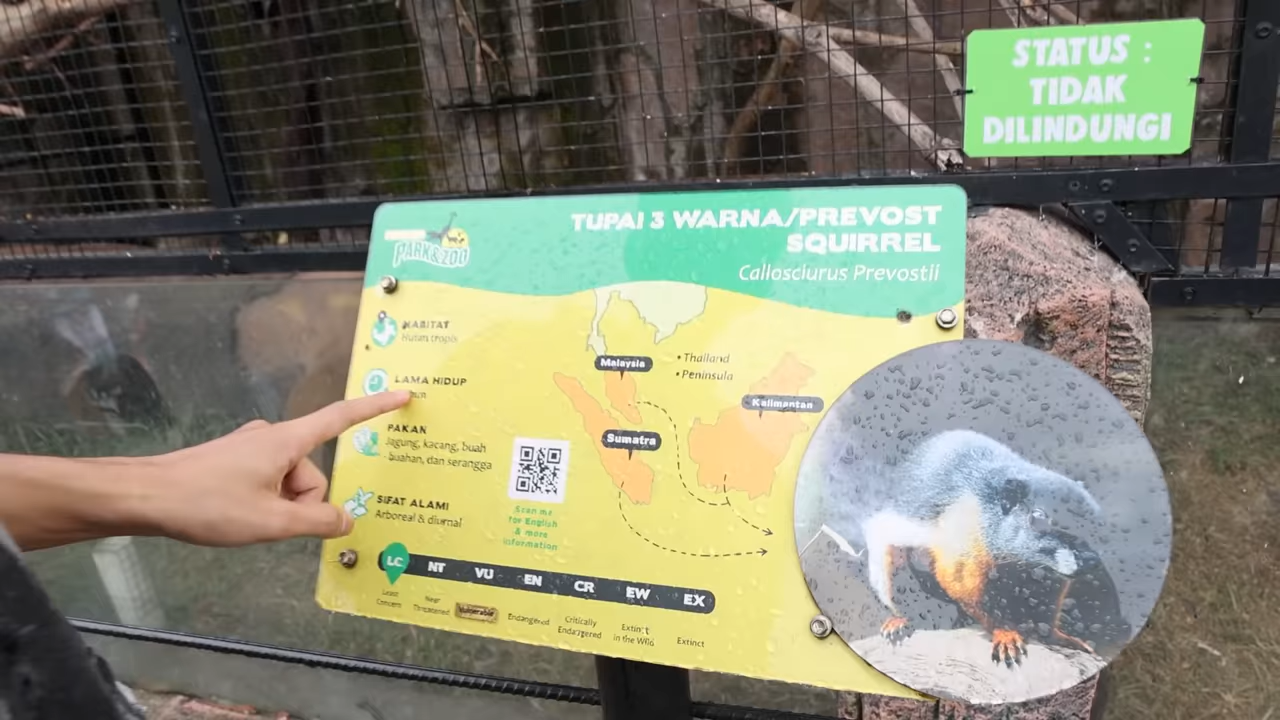 STATUS :
TIDAK
DILINDUNGI
TUPAI 3 WARNA/PREVOST
SQUIRREL
Callosciurus Prevostii
PARK & ZOO
HABITAT
Hutan tropis
LAMA HIDUP
PAKAN
Jagung, kacang, buah
- buahan, dan serangga
SIFAT ALAMI
Arboreal & diurnal
Malaysia
• Thailand
• Peninsula
Kalimantan
Sumatra
Scan me
for English
& more
information
LC NT VU EN CR EW EX
Least
Concern
Near
Threatened
Vulnerable
Endangered
Critically
Endangered
Extinct
in the Wild
Extinct